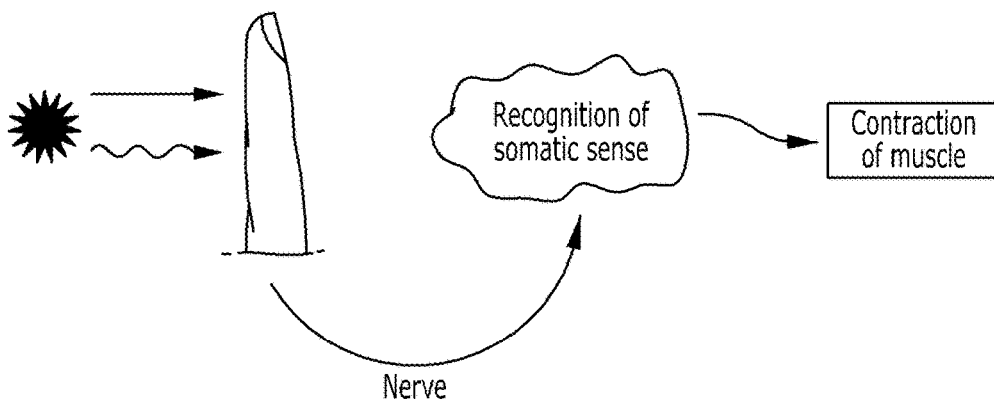 Recognition of
somatic sense
Contraction
of muscle
Nerve